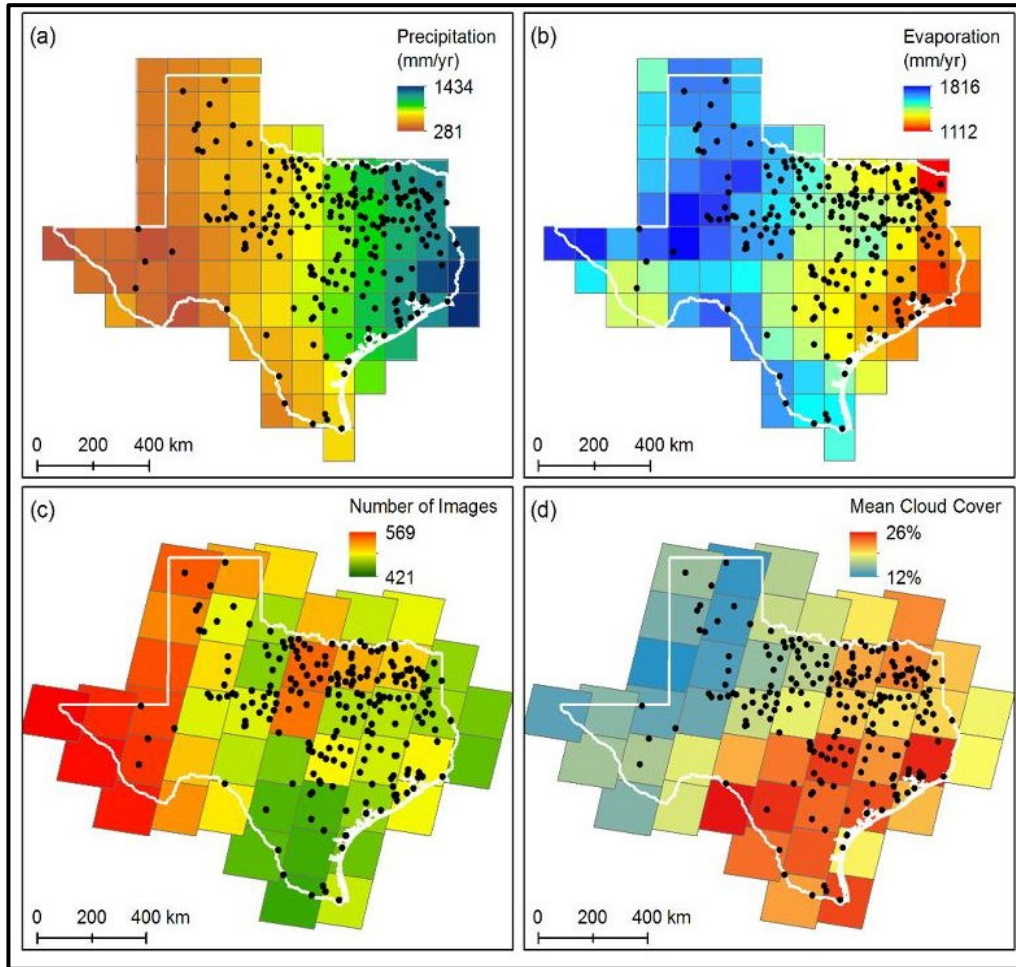 (a)
Precipitation
(mm/yr)
1434
281
0 200 400 km
(b)
Evaporation
(mm/yr)
1816
1112
0 200 400 km
(c)
Number of Images
569
421
0 200 400 km
(d)
Mean Cloud Cover
26%
12%
0 200 400 km